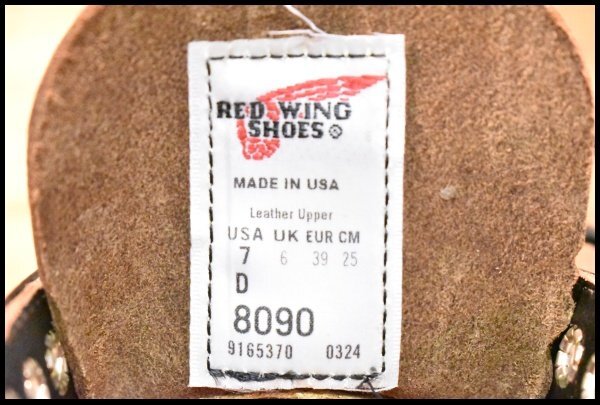 RED WING
SHOES
MADE IN USA
Leather Upper
USA UK EUR CM
7 6 39 25
D
8090
9165370 0324